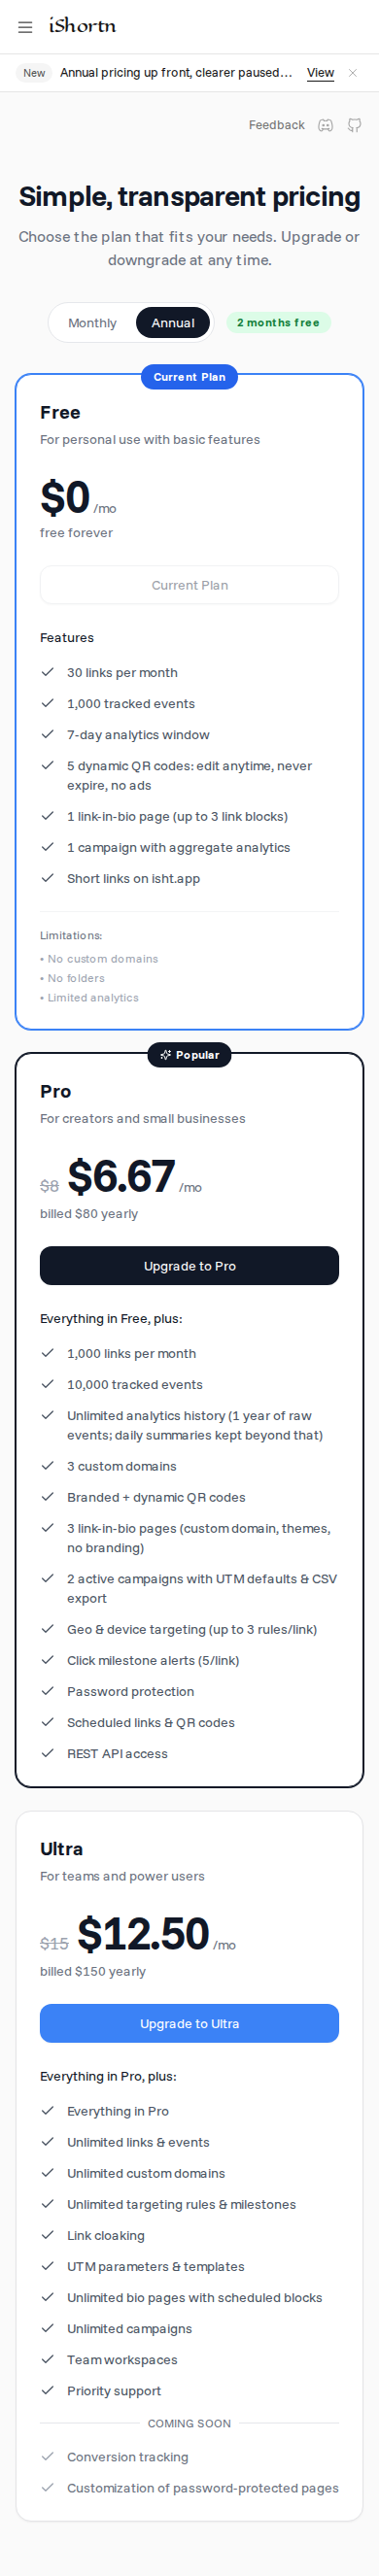 iShortn
New Annual pricing up front, clearer paused... View
Feedback
Simple, transparent pricing
Choose the plan that fits your needs. Upgrade or
downgrade at any time.
Monthly Annual 2 months free
Current Plan
Free
For personal use with basic features
$0 /mo
free forever
Current Plan
Features
30 links per month
1,000 tracked events
7-day analytics window
5 dynamic QR codes: edit anytime, never
expire, no ads
1 link-in-bio page (up to 3 link blocks)
1 campaign with aggregate analytics
Short links on isht.app
Limitations:
• No custom domains
• No folders
• Limited analytics
Popular
Pro
For creators and small businesses
$8 $6.67 /mo
billed $80 yearly
Upgrade to Pro
Everything in Free, plus:
1,000 links per month
10,000 tracked events
Unlimited analytics history (1 year of raw
events; daily summaries kept beyond that)
3 custom domains
Branded + dynamic QR codes
3 link-in-bio pages (custom domain, themes,
no branding)
2 active campaigns with UTM defaults & CSV
export
Geo & device targeting (up to 3 rules/link)
Click milestone alerts (5/link)
Password protection
Scheduled links & QR codes
REST API access
Ultra
For teams and power users
$15 $12.50 /mo
billed $150 yearly
Upgrade to Ultra
Everything in Pro, plus:
Everything in Pro
Unlimited links & events
Unlimited custom domains
Unlimited targeting rules & milestones
Link cloaking
UTM parameters & templates
Unlimited bio pages with scheduled blocks
Unlimited campaigns
Team workspaces
Priority support
COMING SOON
Conversion tracking
Customization of password-protected pages